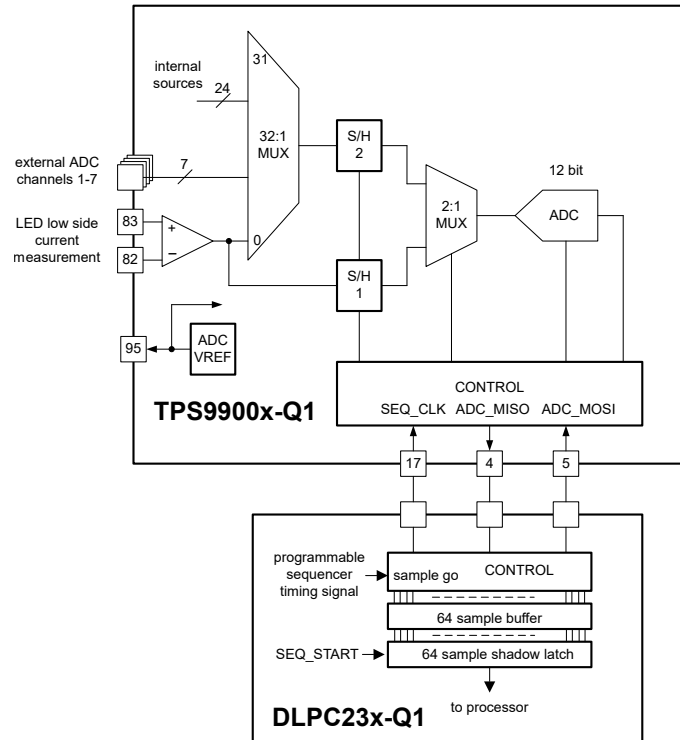 31
internal
sources
24
32:1
MUX
S/H
2
external ADC
channels 1-7
7
12 bit
2:1
MUX
ADC
LED low side
current
measurement
83
+
82
−
0
S/H
1
95
ADC
VREF
TPS9900x-Q1
CONTROL
SEQ_CLK ADC_MISO ADC_MOSI
17
4
5
programmable
sequencer
timing signal
sample go
CONTROL
64 sample buffer
SEQ_START
64 sample shadow latch
to processor
DLPC23x-Q1